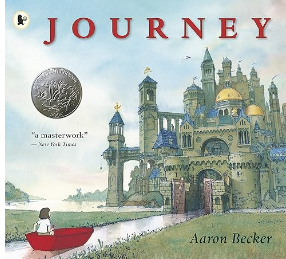 JOURNEY
"a masterwork"
— New York Times
Aaron Becker